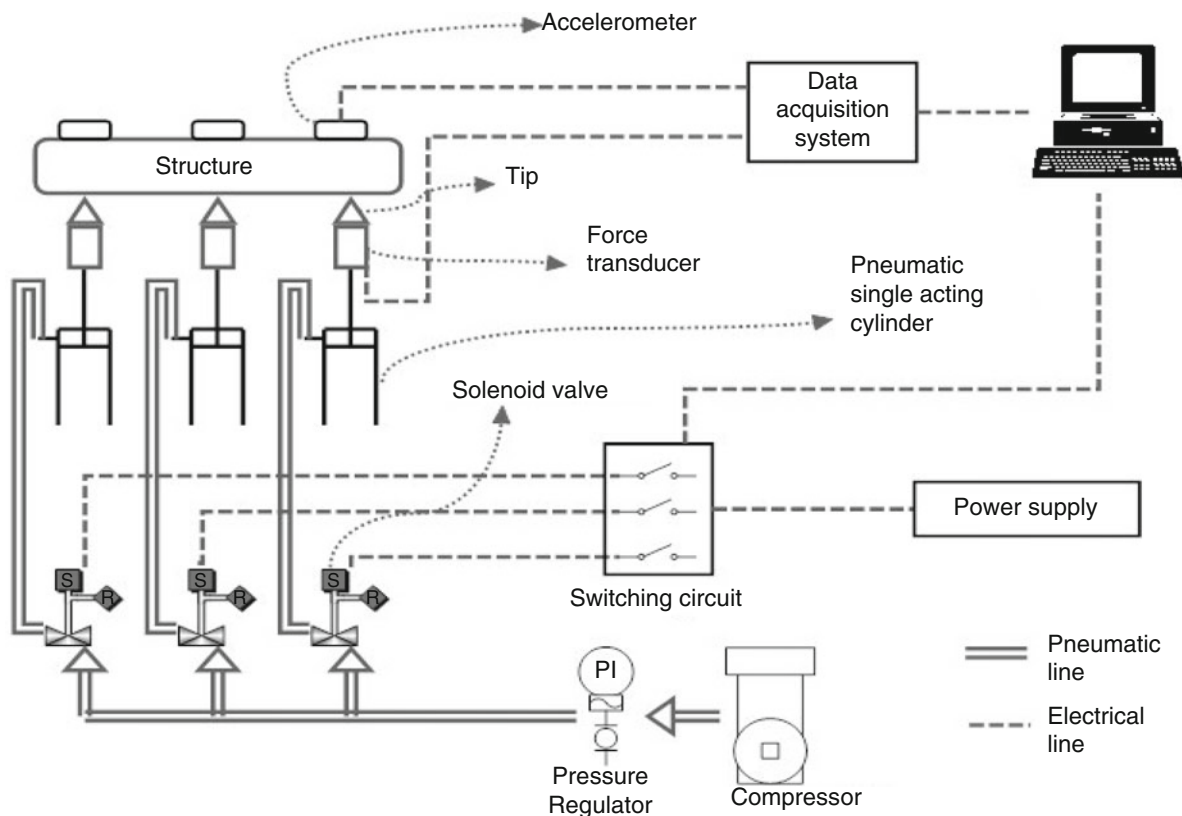 Accelerometer
Data
acquisition
system
Structure
Tip
Force
transducer
Pneumatic
single acting
cylinder
Solenoid valve
Power supply
S
R
S
R
S
R
Switching circuit
PI
Pneumatic
line
Electrical
line
Pressure
Regulator
Compressor